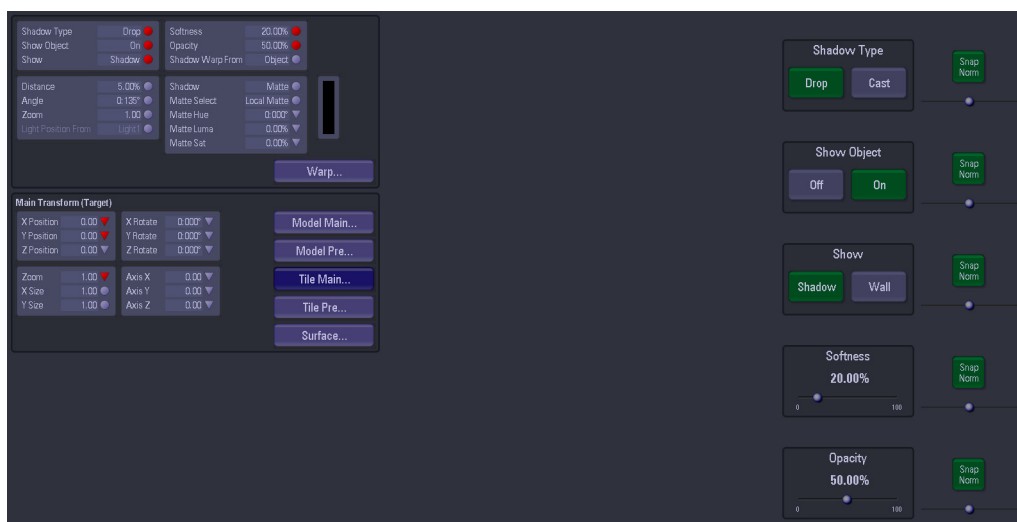 Shadow Type Drop
Show Object On
Show Shadow
Softness 20.00%
Opacity 50.00%
Shadow Warp From Object
Distance 5.00%
Angle 0:135°
Zoom 1.00
Light Position From Light1
Shadow Matte
Matte Select Local Matte
Matte Hue 0:000°
Matte Luma 0.00%
Matte Sat 0.00%
Warp...
Main Transform (Target)
X Position 0.00
Y Position 0.00
Z Position 0.00
X Rotate 0:000°
Y Rotate 0:000°
Z Rotate 0:000°
Zoom 1.00
X Size 1.00
Y Size 1.00
Axis X 0.00
Axis Y 0.00
Axis Z 0.00
Model Main...
Model Pre...
Tile Main...
Tile Pre...
Surface...
Shadow Type
Drop Cast
Snap
Norm
Show Object
Off On
Snap
Norm
Show
Shadow Wall
Snap
Norm
Softness
20.00%
0 100
Snap
Norm
Opacity
50.00%
0 100
Snap
Norm